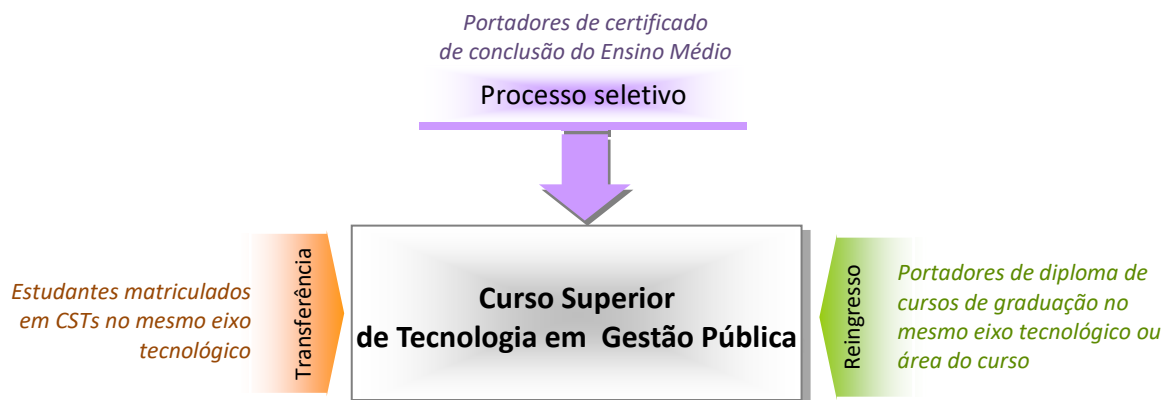 Portadores de certificado
de conclusão do Ensino Médio
Processo seletivo
Transferência
Estudantes matriculados
em CSTs no mesmo eixo
tecnológico
Curso Superior
de Tecnologia em Gestão Pública
Reingresso
Portadores de diploma de
cursos de graduação no
mesmo eixo tecnológico ou
área do curso